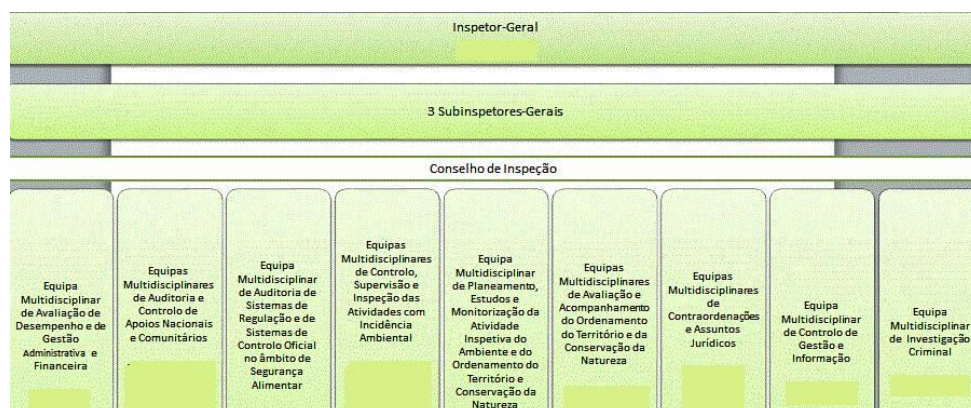 Inspetor-Geral
3 Subinspetores-Gerais
Conselho de Inspeção
Equipa
Multidisciplinar
de Avaliação de
Desempenho e de
Gestão
Administrativa e
Financeira
Equipas
Multidisciplinares
de Auditoria e
Controlo de
Apoios Nacionais
e Comunitários
Equipa
Multidisciplinar
de Auditoria de
Sistemas de
Regulação e de
Sistemas de
Controlo Oficial
no âmbito de
Segurança
Alimentar
Equipas
Multidisciplinares
de Controlo,
Supervisão e
Inspeção das
Atividades com
Incidência
Ambiental
Equipa
Multidisciplinar
de Planeamento,
Estudos e
Monitorização da
Atividade
Inspetiva do
Ambiente e do
Ordenamento do
Território e
Conservação da
Natureza
Equipas
Multidisciplinares
de Avaliação e
Acompanhamento
do Ordenamento
do Território e da
Conservação da
Natureza
Equipas
Multidisciplinares
de
Contraordenações
e Assuntos
Jurídicos
Equipa
Multidisciplinar
de Controlo de
Gestão e
Informação
Equipa
Multidisciplinar
de Investigação
Criminal